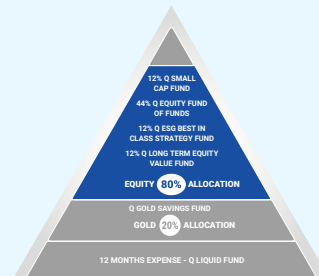 12% Q SMALL
CAP FUND
44% Q EQUITY FUND
OF FUNDS
12% Q ESG BEST IN
CLASS STRATEGY FUND
12% Q LONG TERM EQUITY
VALUE FUND
EQUITY 80% ALLOCATION
Q GOLD SAVINGS FUND
GOLD 20% ALLOCATION
12 MONTHS EXPENSE - Q LIQUID FUND